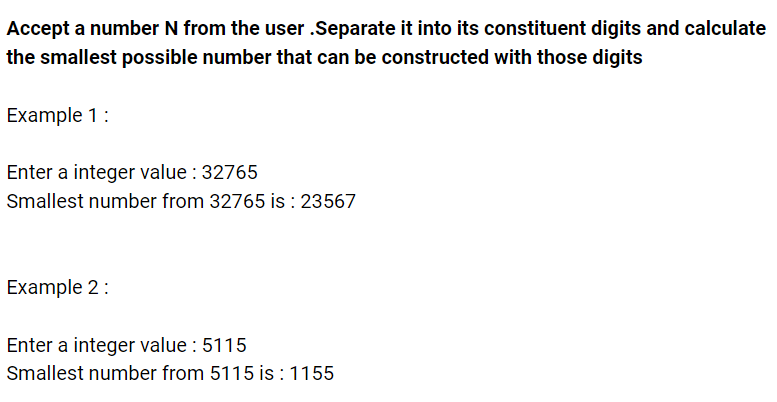 Accept a number N from the user .Separate it into its constituent digits and calculate
the smallest possible number that can be constructed with those digits
Example 1 :
Enter a integer value : 32765
Smallest number from 32765 is : 23567
Example 2 :
Enter a integer value : 5115
Smallest number from 5115 is : 1155